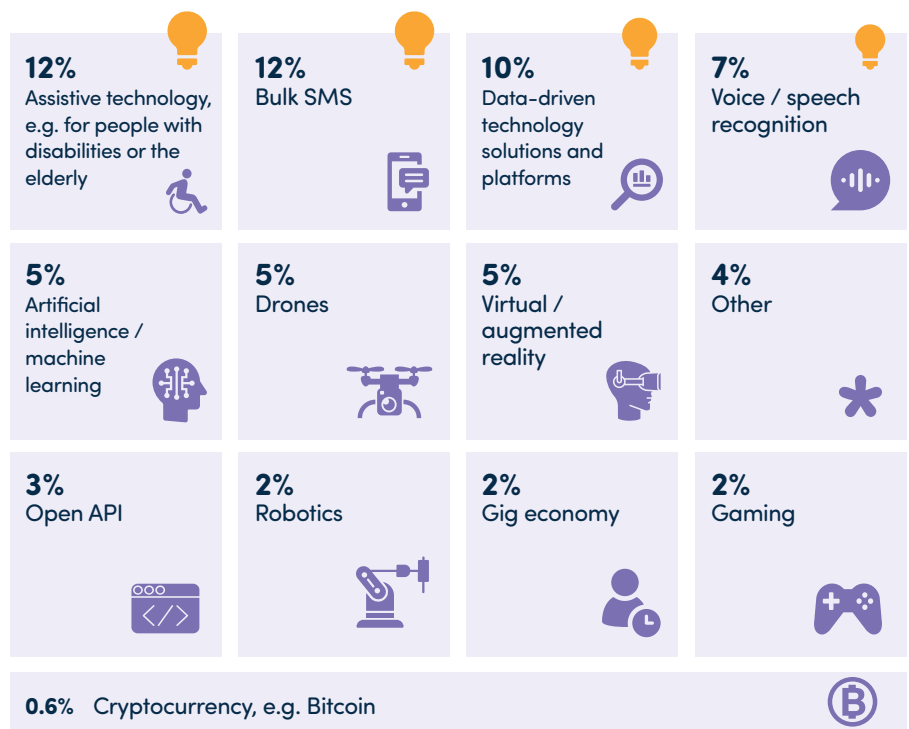 12%
Assistive technology,
e.g. for people with
disabilities or the
elderly
12%
Bulk SMS
10%
Data-driven
technology
solutions and
platforms
7%
Voice / speech
recognition
5%
Artificial
intelligence /
machine
learning
5%
Drones
5%
Virtual /
augmented
reality
4%
Other
3%
Open API
2%
Robotics
2%
Gig economy
2%
Gaming
0.6% Cryptocurrency, e.g. Bitcoin